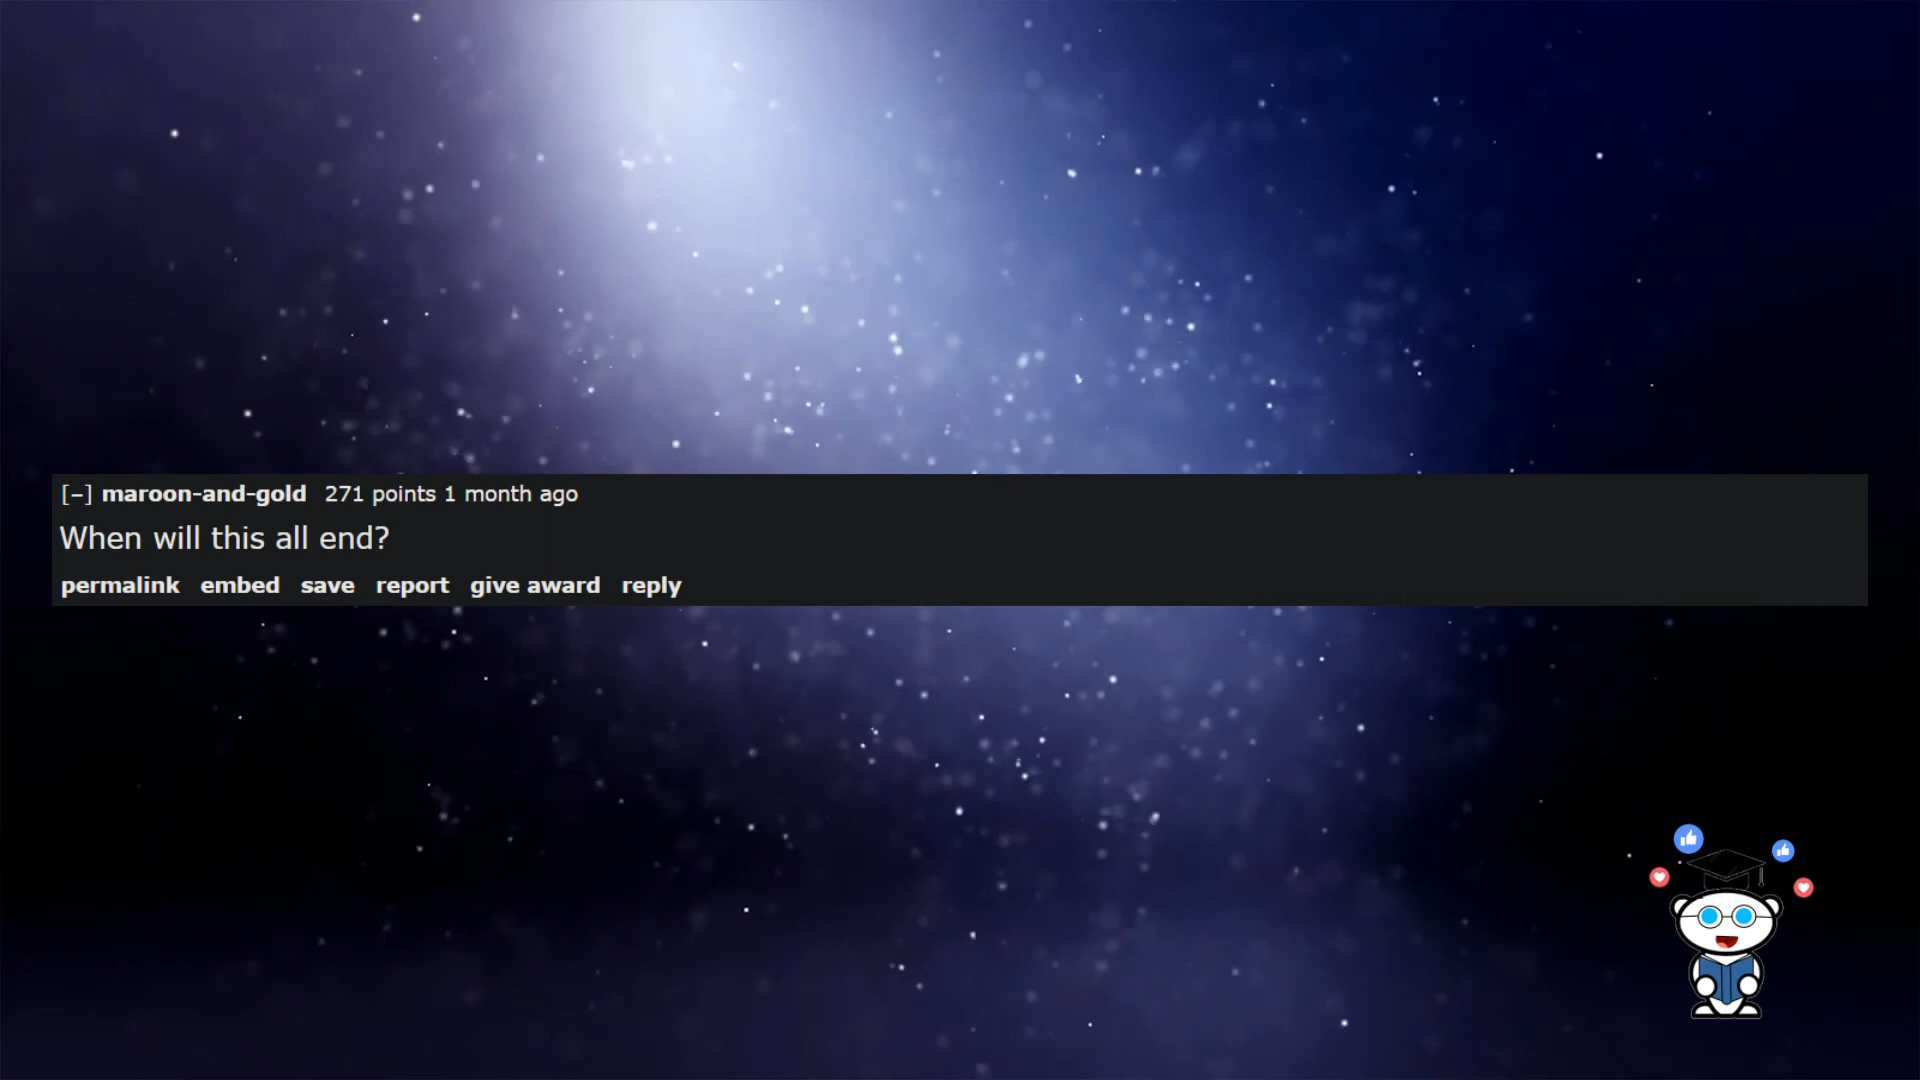 [–] maroon-and-gold 271 points 1 month ago
When will this all end?
permalink embed save report give award reply